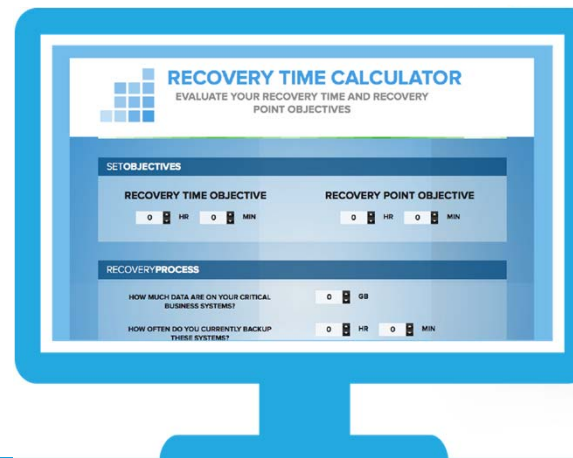 RECOVERY TIME CALCULATOR
EVALUATE YOUR RECOVERY TIME AND RECOVERY
POINT OBJECTIVES
SETOBJECTIVES
RECOVERY TIME OBJECTIVE
0 HR 0 MIN
RECOVERY POINT OBJECTIVE
0 HR 0 MIN
RECOVERYPROCESS
HOW MUCH DATA ARE ON YOUR CRITICAL
BUSINESS SYSTEMS?
0 GB
HOW OFTEN DO YOU CURRENTLY BACKUP
THESE SYSTEMS?
0 HR 0 MIN